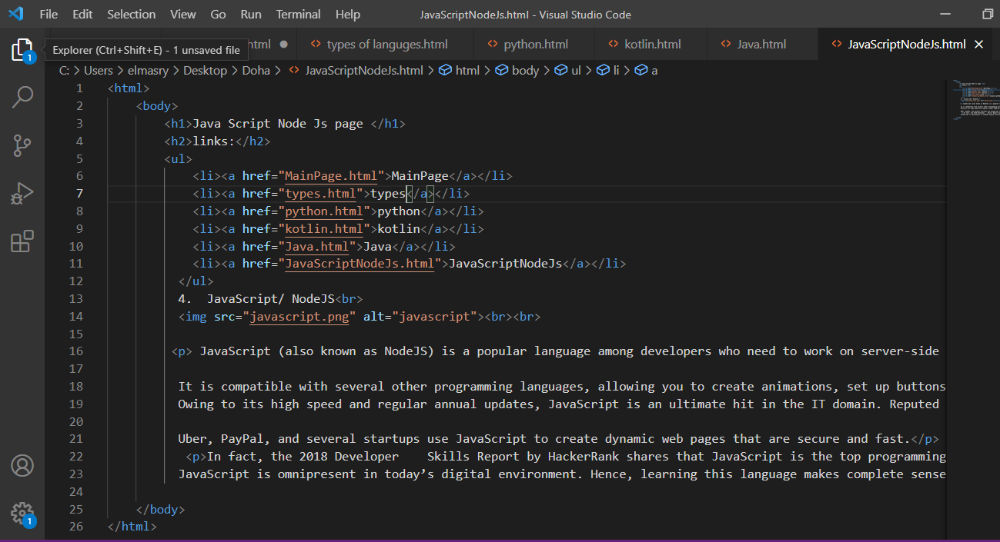 File Edit Selection View Go Run Terminal Help JavaScriptNodeJs.html - Visual Studio Code
html types of languges.html python.html kotlin.html Java.html JavaScriptNodeJs.html
Explorer (Ctrl+Shift+E) - 1 unsaved file
1
C: > Users > elmasry > Desktop > Doha > JavaScriptNodeJs.html > html > body > ul > li > a
1 <html>
2 <body>
3 <h1>Java Script Node Js page </h1>
4 <h2>links:</h2>
5 <ul>
6 <li><a href="MainPage.html">MainPage</a></li>
7 <li><a href="types.html">types</a></li>
8 <li><a href="python.html">python</a></li>
9 <li><a href="kotlin.html">kotlin</a></li>
10 <li><a href="Java.html">Java</a></li>
11 <li><a href="JavaScriptNodeJs.html">JavaScriptNodeJs</a></li>
12 </ul>
13 4. JavaScript/ NodeJS<br>
14 <img src="javascript.png" alt="javascript"><br><br>
15
16 <p> JavaScript (also known as NodeJS) is a popular language among developers who need to work on server-side
17
18 It is compatible with several other programming languages, allowing you to create animations, set up buttons
19 Owing to its high speed and regular annual updates, JavaScript is an ultimate hit in the IT domain. Reputed
20
21 Uber, PayPal, and several startups use JavaScript to create dynamic web pages that are secure and fast.</p>
22 <p>In fact, the 2018 Developer Skills Report by HackerRank shares that JavaScript is the top programming
23 JavaScript is omnipresent in today’s digital environment. Hence, learning this language makes complete sense
24
25 </body>
26 </html>
1